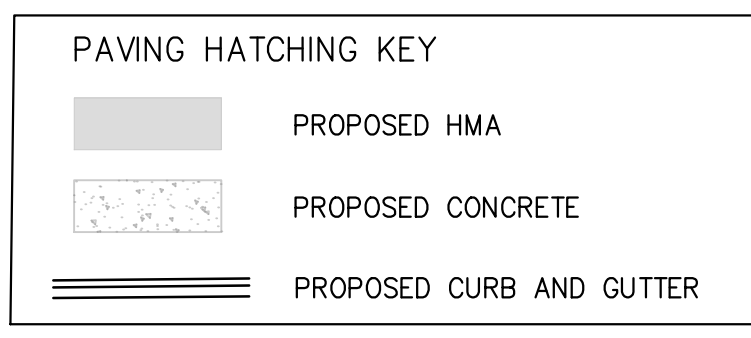 PAVING HATCHING KEY
PROPOSED HMA
PROPOSED CONCRETE
PROPOSED CURB AND GUTTER